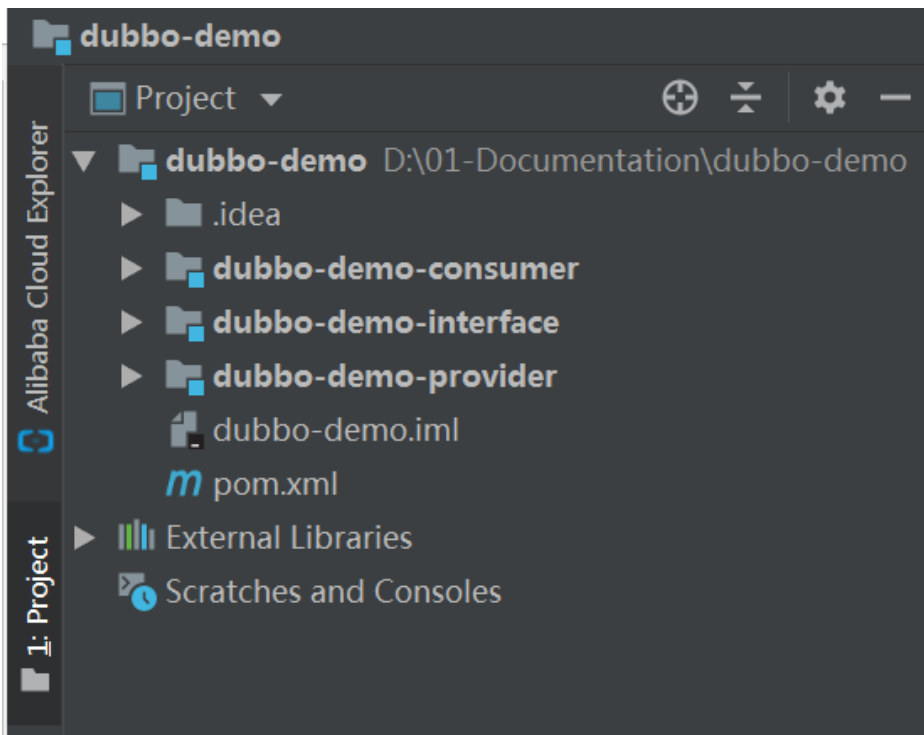 dubbo-demo
Alibaba Cloud Explorer
1: Project
Project
dubbo-demo D:\01-Documentation\dubbo-demo
.idea
dubbo-demo-consumer
dubbo-demo-interface
dubbo-demo-provider
dubbo-demo.iml
m pom.xml
External Libraries
Scratches and Consoles